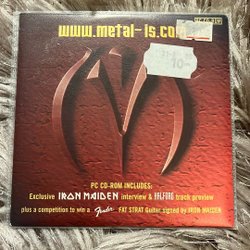 www.metal-is.com
10-
PC CD-ROM INCLUDES:
Exclusive IRON MAIDEN interview & HALFORD track preview
plus a competition to win a Fender FAT STRAT Guitar signed by IRON MAIDEN